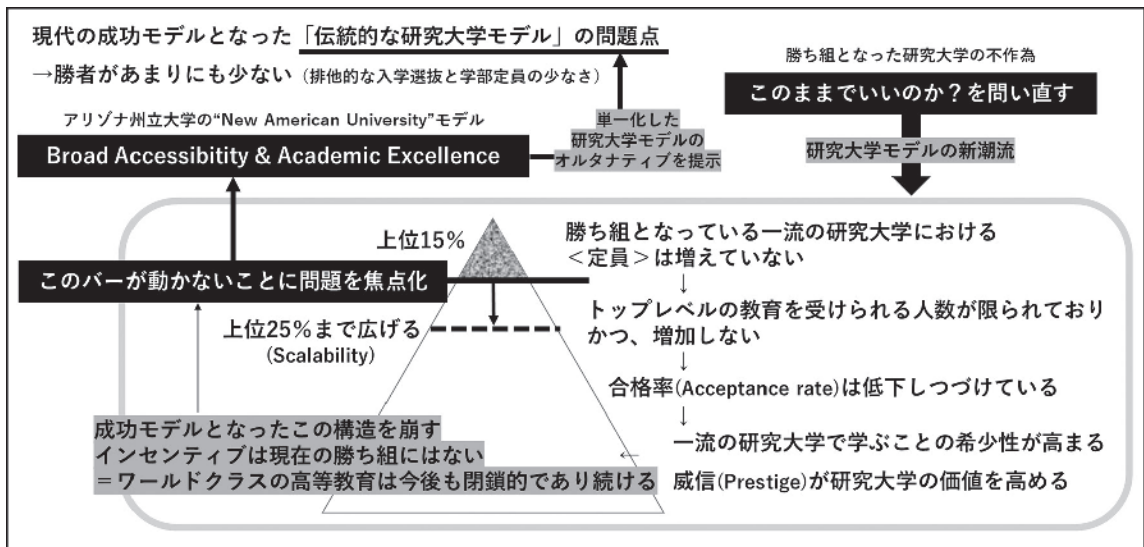 現代の成功モデルとなった「伝統的な研究大学モデル」の問題点
→勝者があまりにも少ない（排他的な入学選抜と学部定員の少なさ）
アリゾナ州立大学の“New American University”モデル
Broad Accessibitity & Academic Excellence
単一化した
研究大学モデルの
オルタナティブを提示
勝ち組となった研究大学の不作為
このままでいいのか？を問い直す
研究大学モデルの新潮流
上位15%
このバーが動かないことに問題を焦点化
上位25%まで広げる
(Scalability)
成功モデルとなったこの構造を崩す
インセンティブは現在の勝ち組にはない
＝ワールドクラスの高等教育は今後も閉鎖的であり続ける
勝ち組となっている一流の研究大学における
＜定員＞は増えていない
↓
トップレベルの教育を受けられる人数が限られており
かつ、増加しない
↓
合格率(Acceptance rate)は低下しつづけている
↓
一流の研究大学で学ぶことの希少性が高まる
←
威信(Prestige)が研究大学の価値を高める